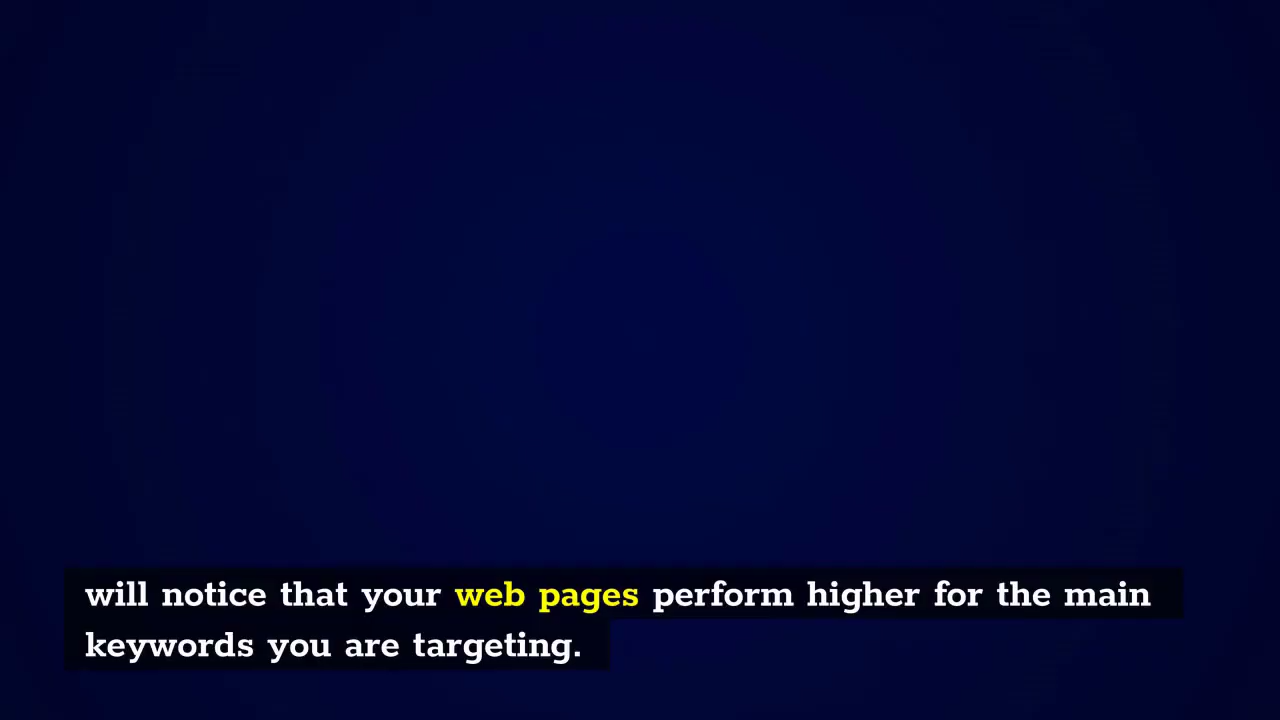 will notice that your web pages perform higher for the main
keywords you are targeting.